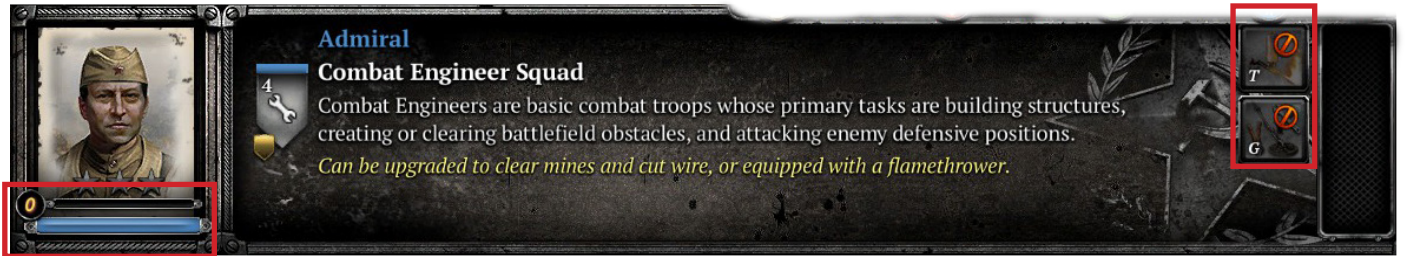 Admiral
4
Combat Engineer Squad
Combat Engineers are basic combat troops whose primary tasks are building structures,
creating or clearing battlefield obstacles, and attacking enemy defensive positions.
Can be upgraded to clear mines and cut wire, or equipped with a flamethrower.
0
T
G